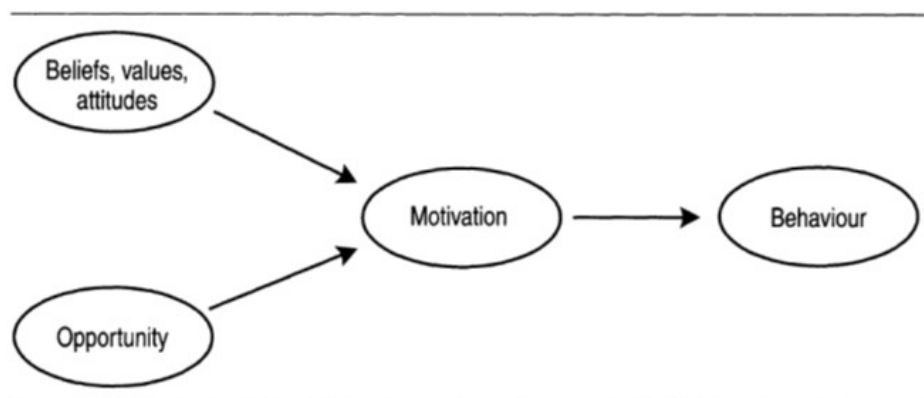 Beliefs, values,
attitudes
Motivation
Behaviour
Opportunity